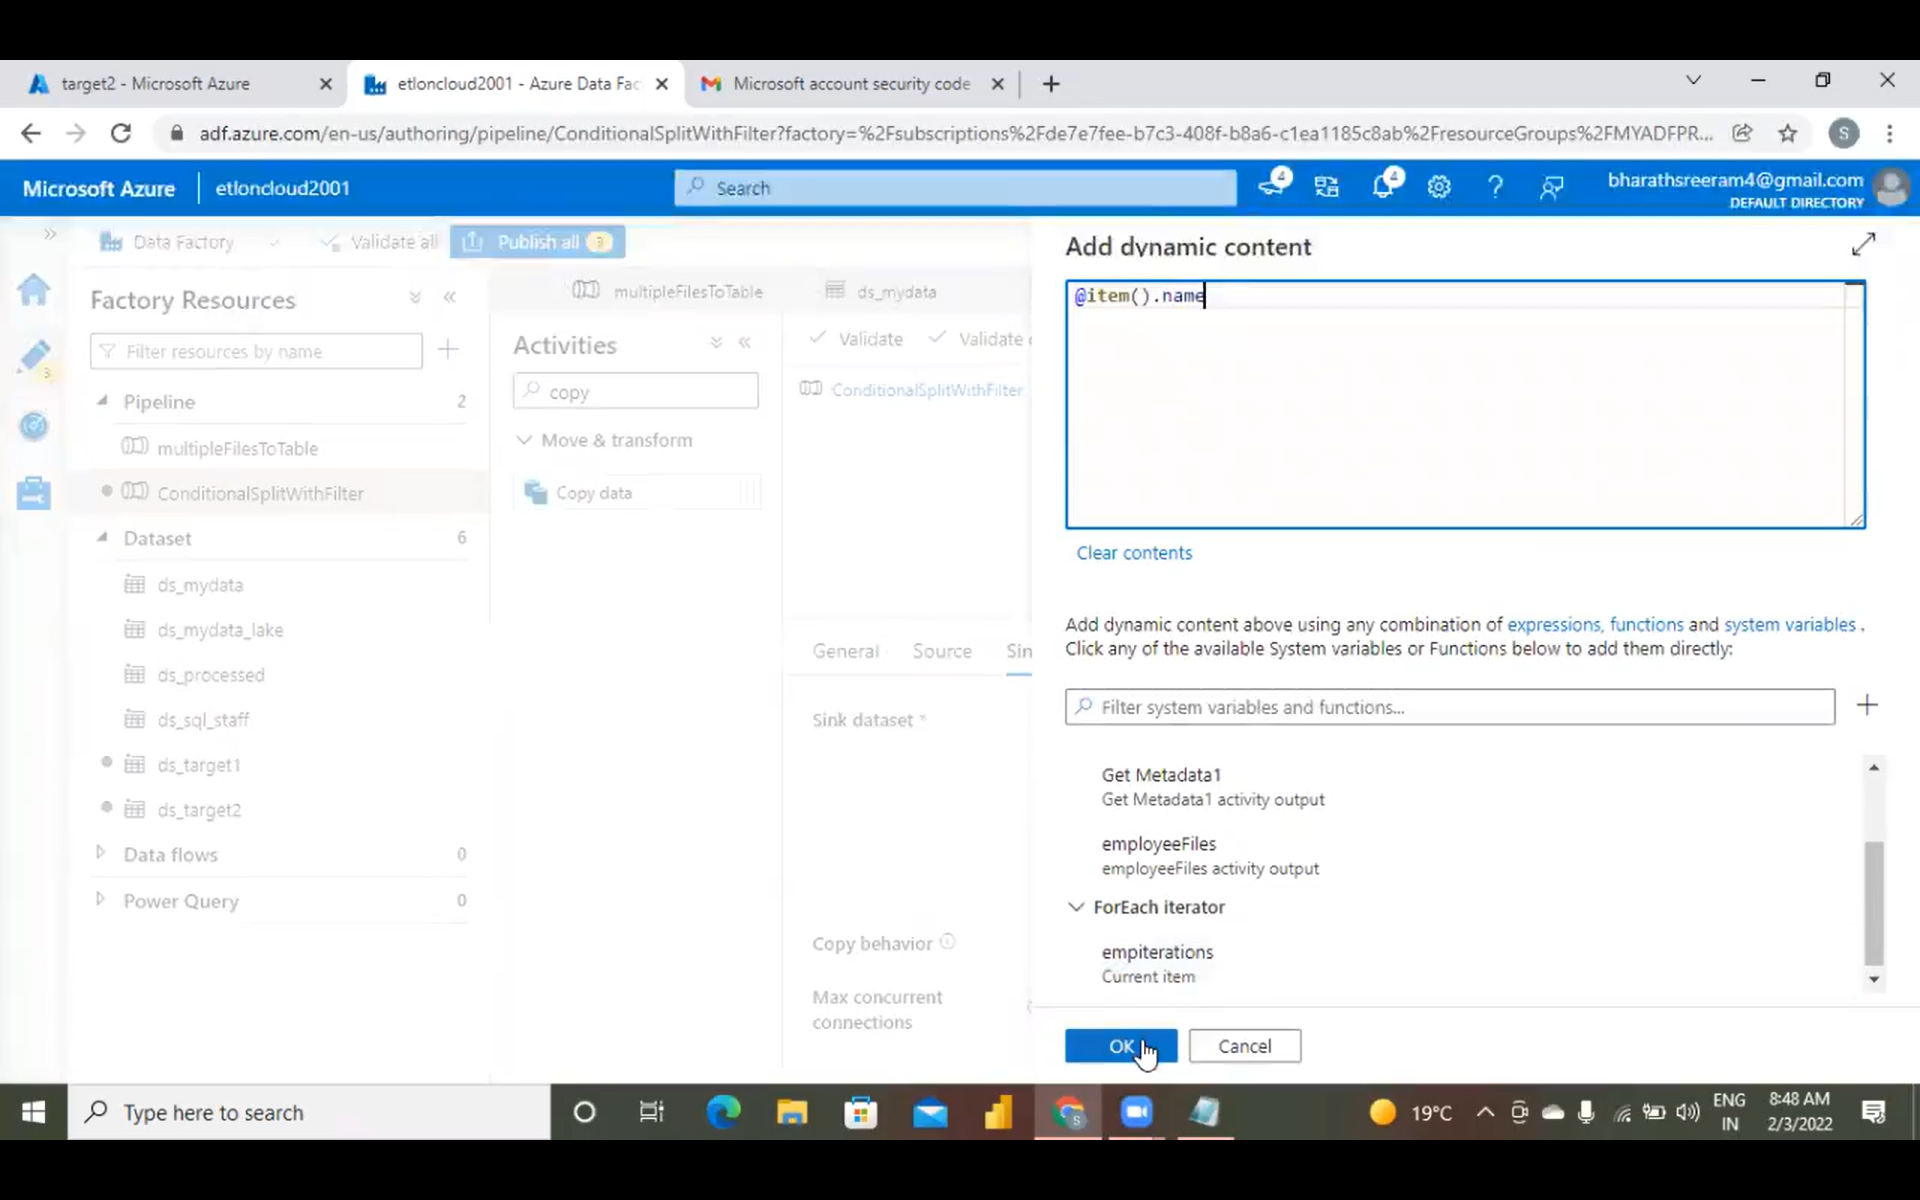 target2 - Microsoft Azure
etloncloud2001 - Azure Data Fac
Microsoft account security code
adf.azure.com/en-us/authoring/pipeline/ConditionalSplitWithFilter?factory=%2Fsubscriptions%2Fde7e7fee-b7c3-408f-b8a6-c1ea1185c8ab%2FresourceGroups%2FMYADFPR...
S
Microsoft Azure
etloncloud2001
Search
4
4
bharathsreeram4@gmail.com
DEFAULT DIRECTORY
Data Factory
Validate all
Publish all
3
Factory Resources
Filter resources by name
3
Pipeline 2
multipleFilesToTable
ConditionalSplitWithFilter
Dataset 6
ds_mydata
ds_mydata_lake
ds_processed
ds_sql_staff
ds_target1
ds_target2
Data flows 0
Power Query 0
multipleFilesToTable
ds_mydata
Activities
copy
Move & transform
Copy data
Validate
Validate
ConditionalSplitWithFilter
General
Source
Sin
Sink dataset *
Copy behavior
Max concurrent
connections
Add dynamic content
@item().name
Clear contents
Add dynamic content above using any combination of expressions, functions and system variables .
Click any of the available System variables or Functions below to add them directly:
Filter system variables and functions...
Get Metadata1
Get Metadata1 activity output
employeeFiles
employeeFiles activity output
ForEach iterator
empiterations
Current item
OK
Cancel
Type here to search
S
19°C
ENG
IN
8:48 AM
2/3/2022